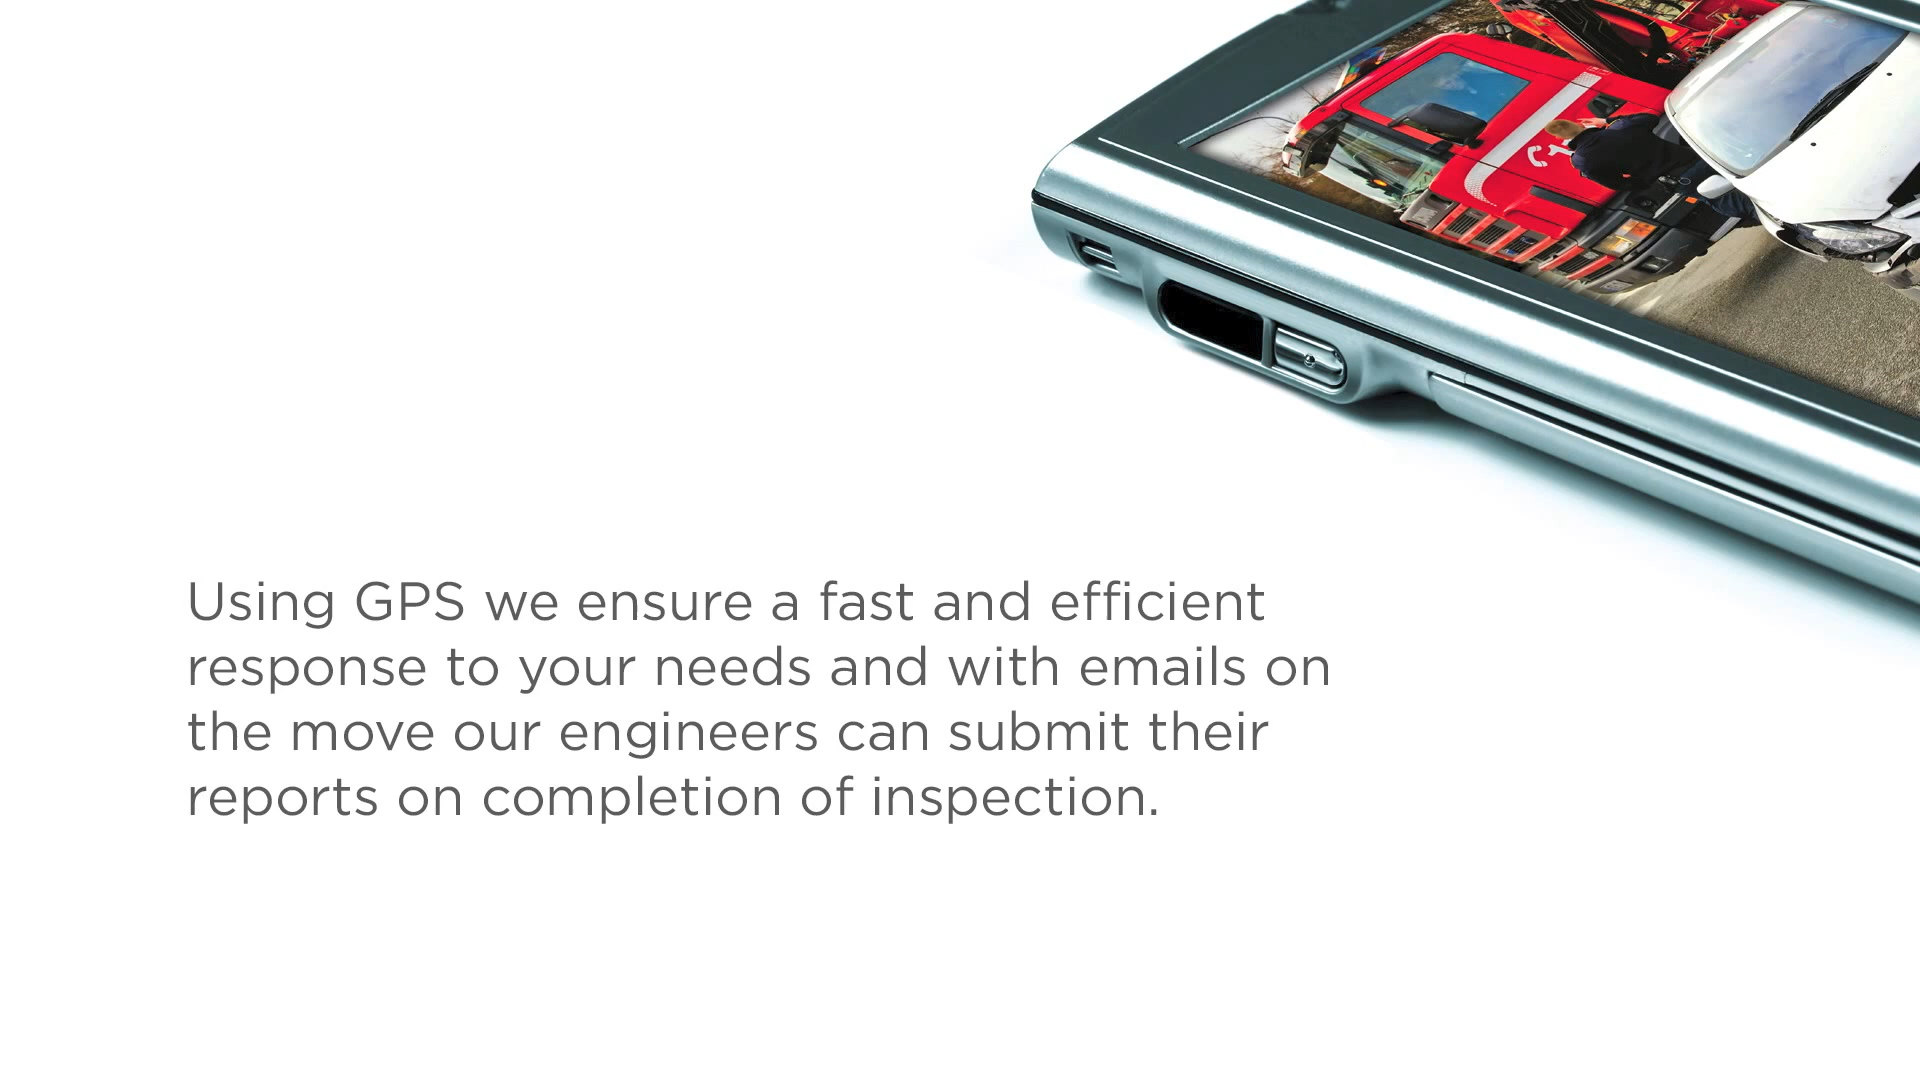 Using GPS we ensure a fast and efficient
response to your needs and with emails on
the move our engineers can submit their
reports on completion of inspection.